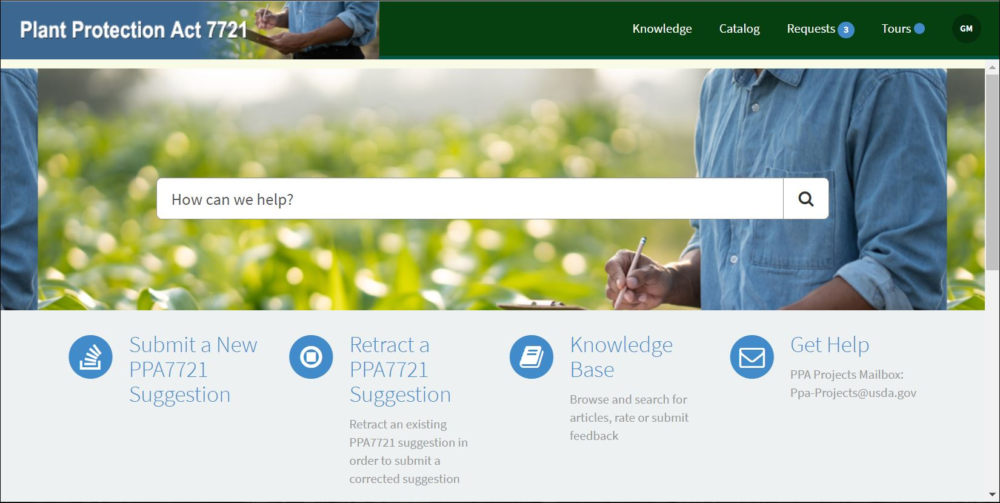 Plant Protection Act 7721
Knowledge
Catalog
Requests 3
Tours
GM
How can we help?
Submit a New
PPA7721
Suggestion
Retract a
PPA7721
Suggestion
Retract an existing
PPA7721 suggestion in
order to submit a
corrected suggestion
Knowledge
Base
Browse and search for
articles, rate or submit
feedback
Get Help
PPA Projects Mailbox:
Ppa-Projects@usda.gov